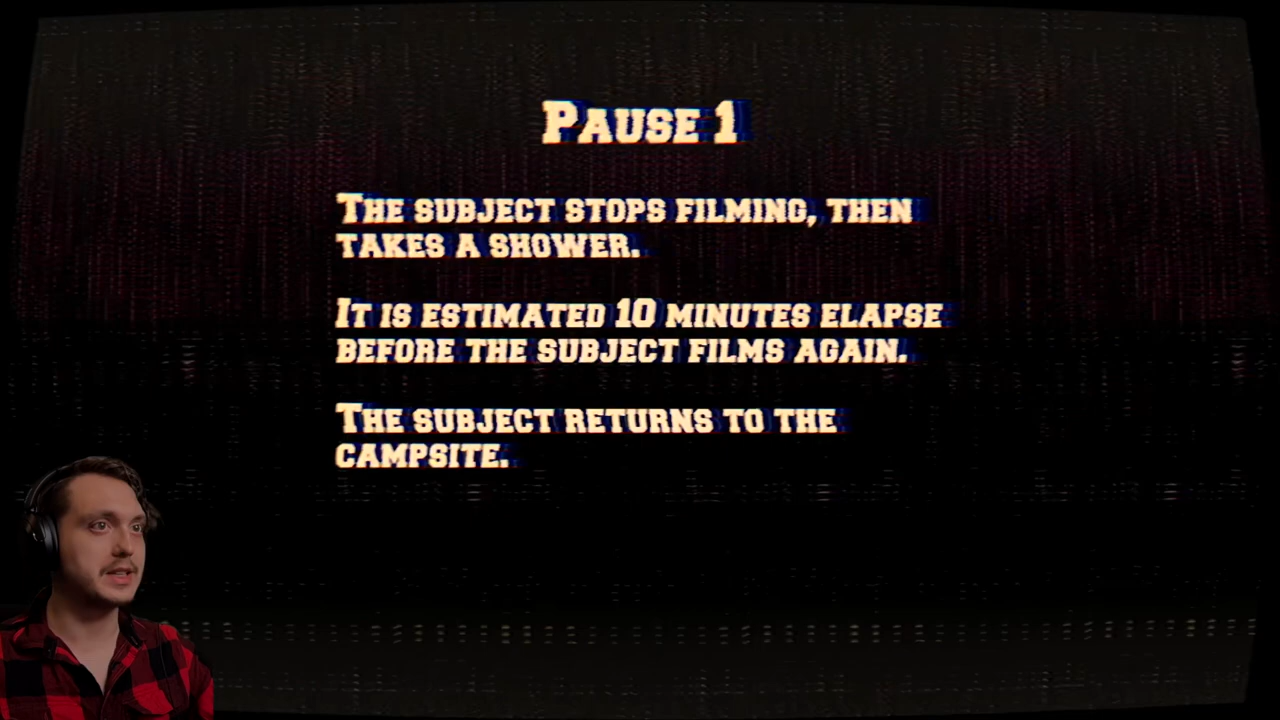 PAUSE 1
THE SUBJECT STOPS FILMING, THEN
TAKES A SHOWER.
IT IS ESTIMATED 10 MINUTES ELAPSE
BEFORE THE SUBJECT FILMS AGAIN.
THE SUBJECT RETURNS TO THE
CAMPSITE.